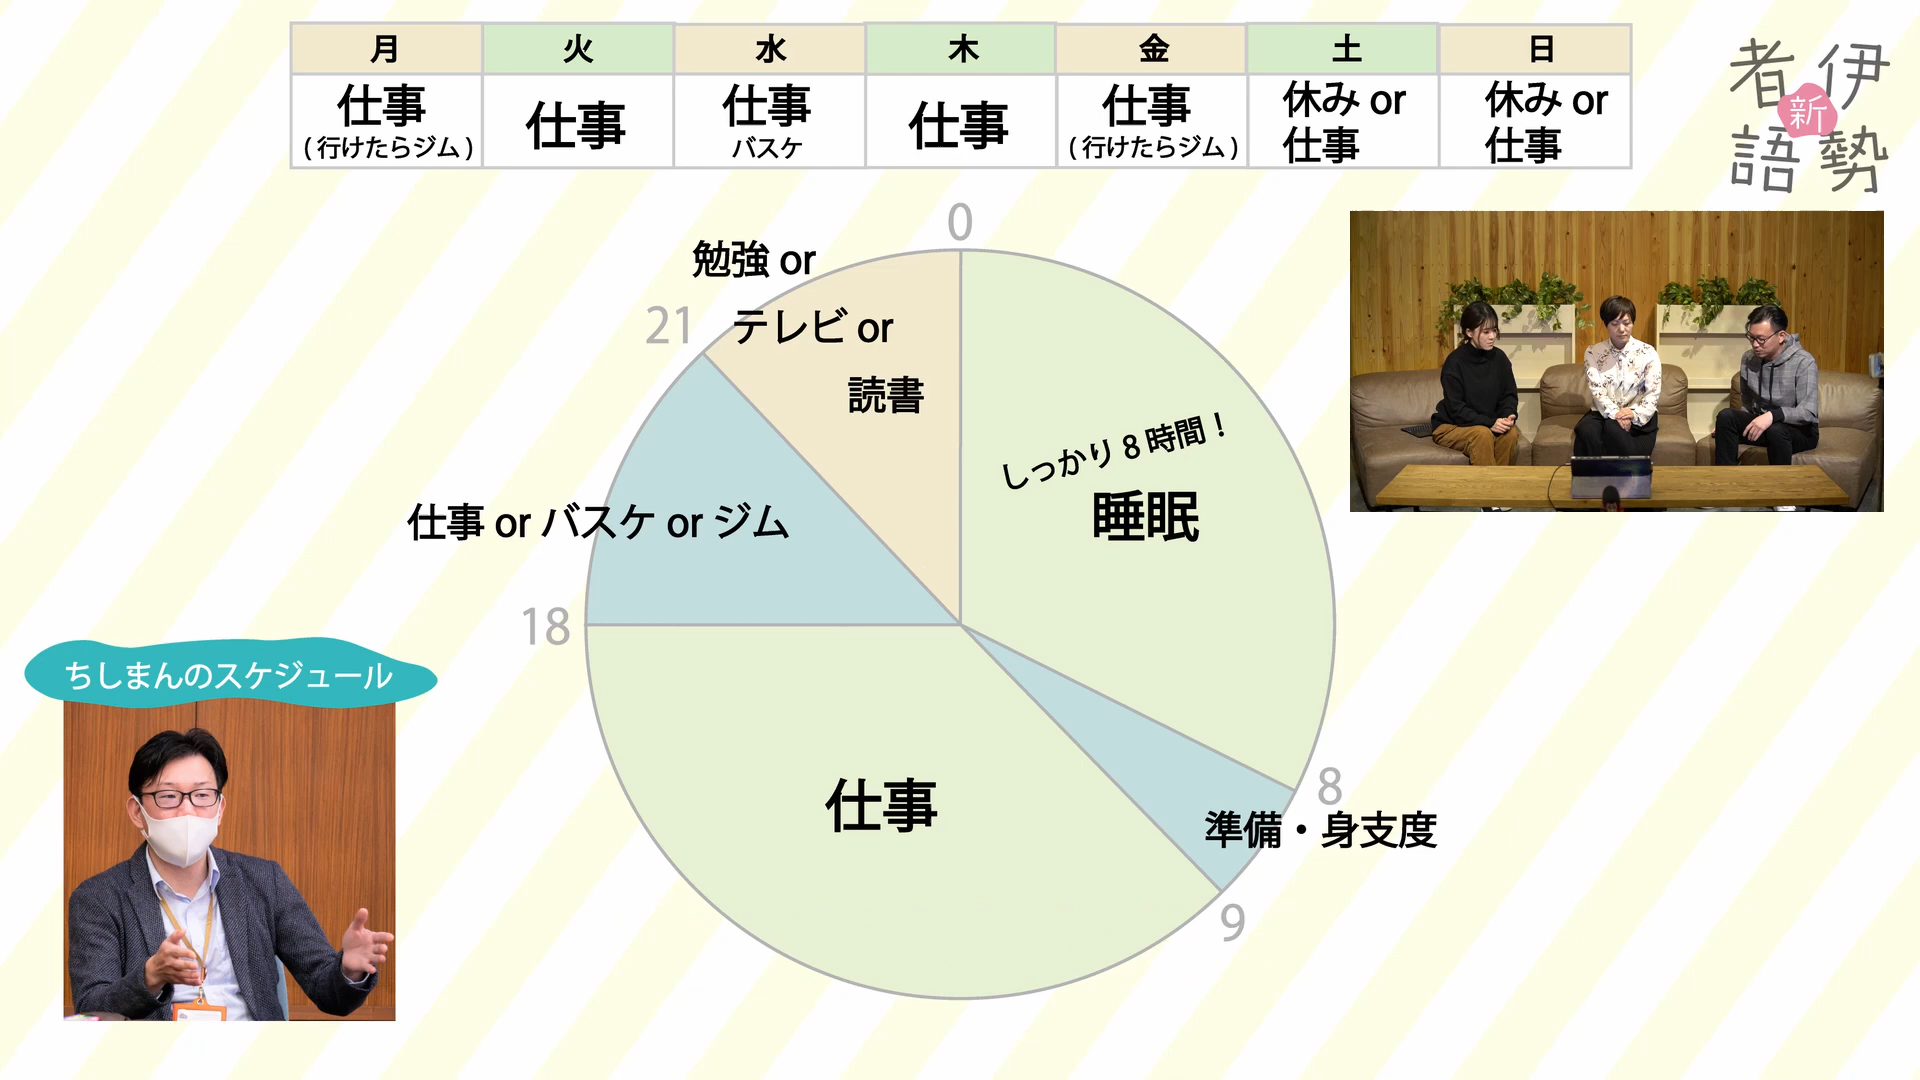 月 火 水 木 金 土 日
仕事 仕事 仕事 仕事 仕事 休み or 休み or
(行けたらジム) バスケ (行けたらジム) 仕事 仕事
伊勢
新
語者
0
勉強 or
21
テレビ or
読書
しっかり8時間!
睡眠
仕事 or バスケ or ジム
18
ちしまんのスケジュール
8
仕事
準備・身支度
9